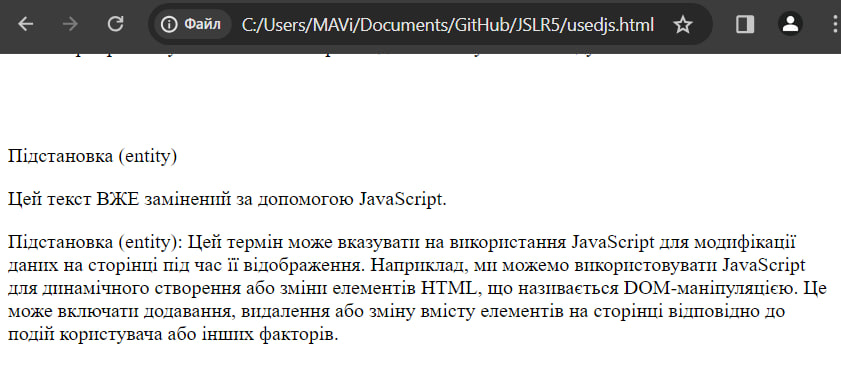 Файл C:/Users/MAVi/Documents/GitHub/JSLR5/usedjs.html
Підстановка (entity)
Цей текст ВЖЕ замінений за допомогою JavaScript.
Підстановка (entity): Цей термін може вказувати на використання JavaScript для модифікації
даних на сторінці під час її відображення. Наприклад, ми можемо використовувати JavaScript
для динамічного створення або зміни елементів HTML, що називається DOM-маніпуляцією. Це
може включати додавання, видалення або зміну вмісту елементів на сторінці відповідно до
подій користувача або інших факторів.